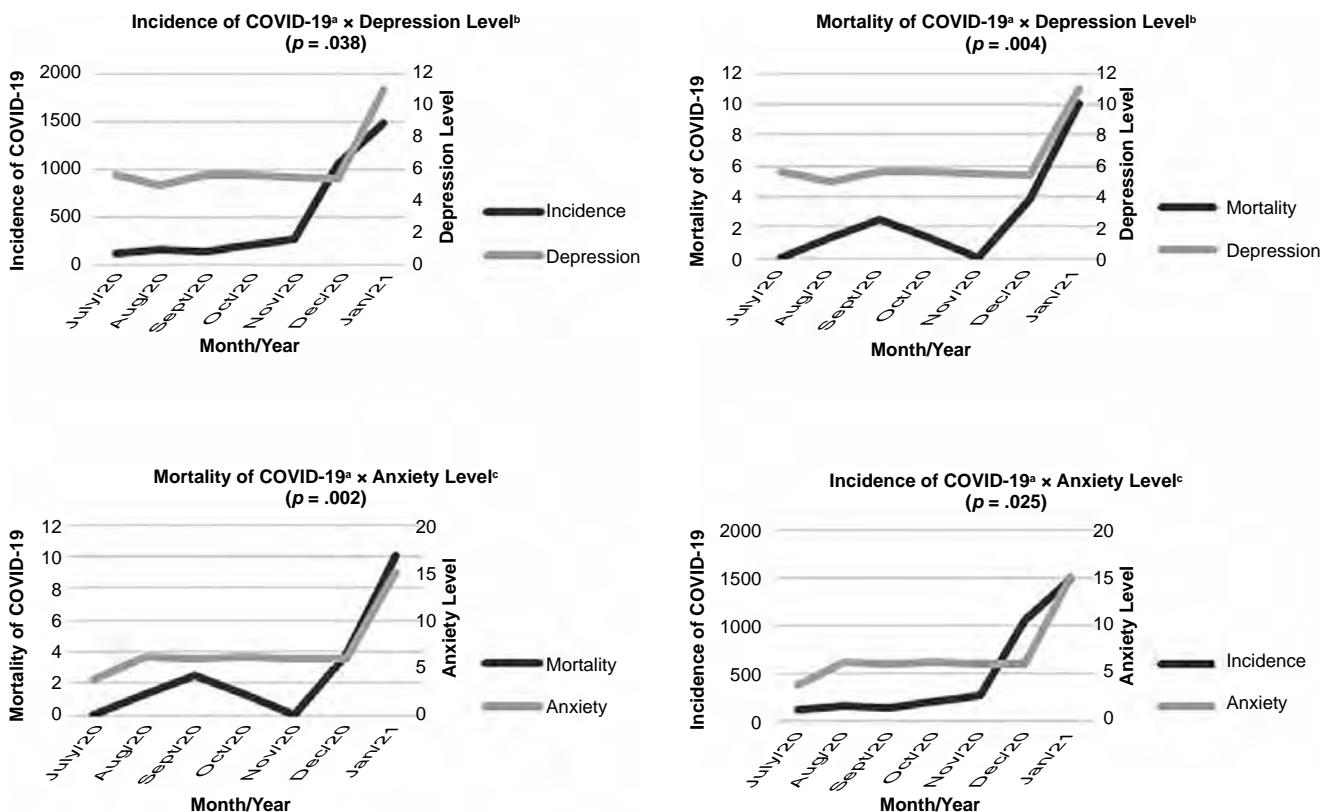 Incidence of COVID-19ᵃ × Depression Levelᵇ
(p = .038)
Incidence of COVID-19
2000
1500
1000
500
0
12
10
8
6
4
2
0
Depression Level
Incidence
Depression
July/20
Aug/20
Sept/20
Oct/20
Nov/20
Dec/20
Jan/21
Month/Year
Mortality of COVID-19ᵃ × Depression Levelᵇ
(p = .004)
Mortality of COVID-19
12
10
8
6
4
2
0
12
10
8
6
4
2
0
Depression Level
Mortality
Depression
July/20
Aug/20
Sept/20
Oct/20
Nov/20
Dec/20
Jan/21
Month/Year
Mortality of COVID-19ᵃ × Anxiety Levelᶜ
(p = .002)
Mortality of COVID-19
12
10
8
6
4
2
0
20
15
10
5
0
Anxiety Level
Mortality
Anxiety
July/20
Aug/20
Sept/20
Oct/20
Nov/20
Dec/20
Jan/21
Month/Year
Incidence of COVID-19ᵃ × Anxiety Levelᶜ
(p = .025)
Incidence of COVID-19
2000
1500
1000
500
0
20
15
10
5
0
Anxiety Level
Incidence
Anxiety
July/20
Aug/20
Sept/20
Oct/20
Nov/20
Dec/20
Jan/21
Month/Year